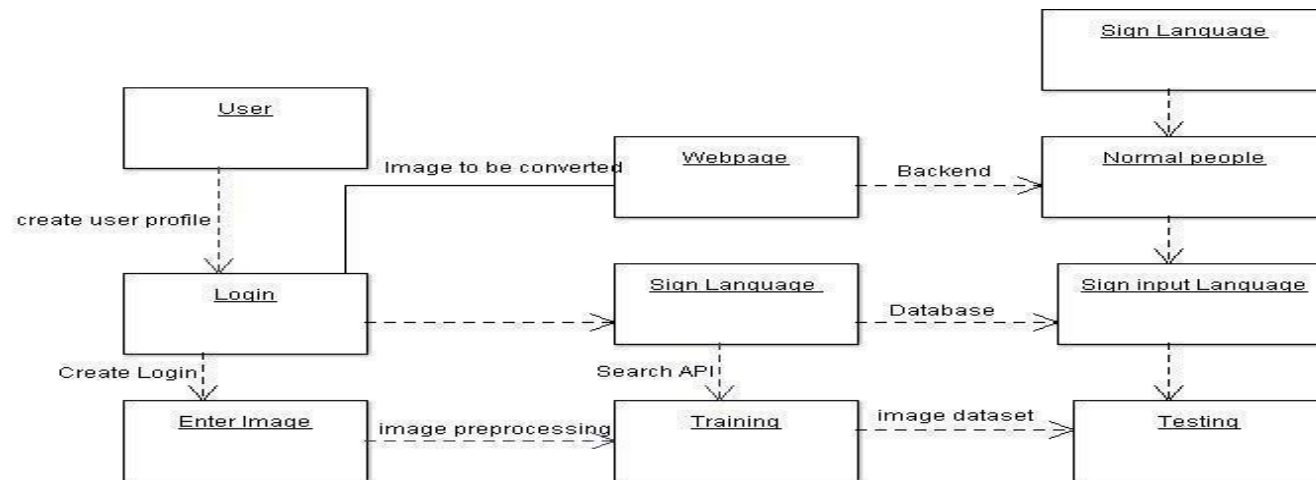 Sign Language
User
Image to be converted
Webpage
Backend
Normal people
create user profile
Login
Sign Language
Database
Sign input Language
Create Login
Search API
Enter Image
image preprocessing
Training
image dataset
Testing